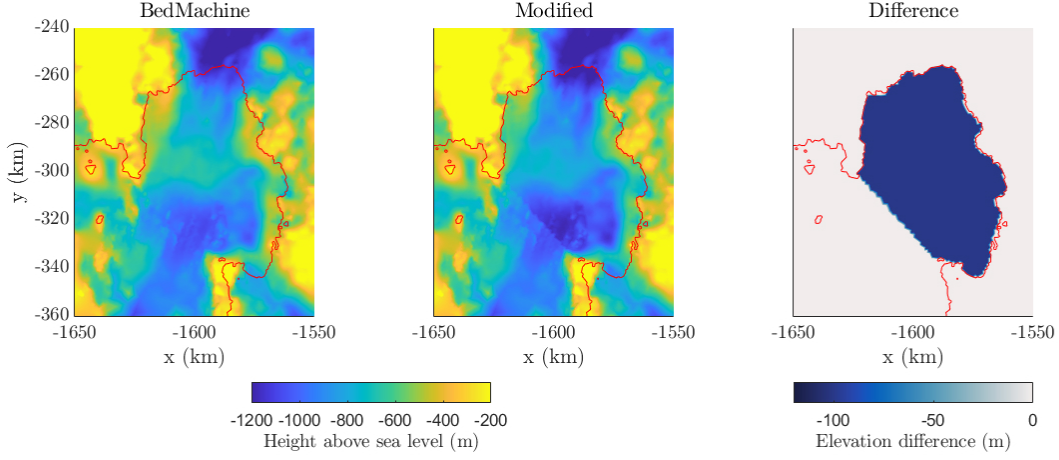 BedMachine
Modified
Difference
y (km)
-240
-260
-280
-300
-320
-340
-360
-1650
-1600
-1550
x (km)
-1650
-1600
-1550
x (km)
-1650
-1600
-1550
x (km)
-1200 -1000 -800 -600 -400 -200
Height above sea level (m)
-100 -50 0
Elevation difference (m)